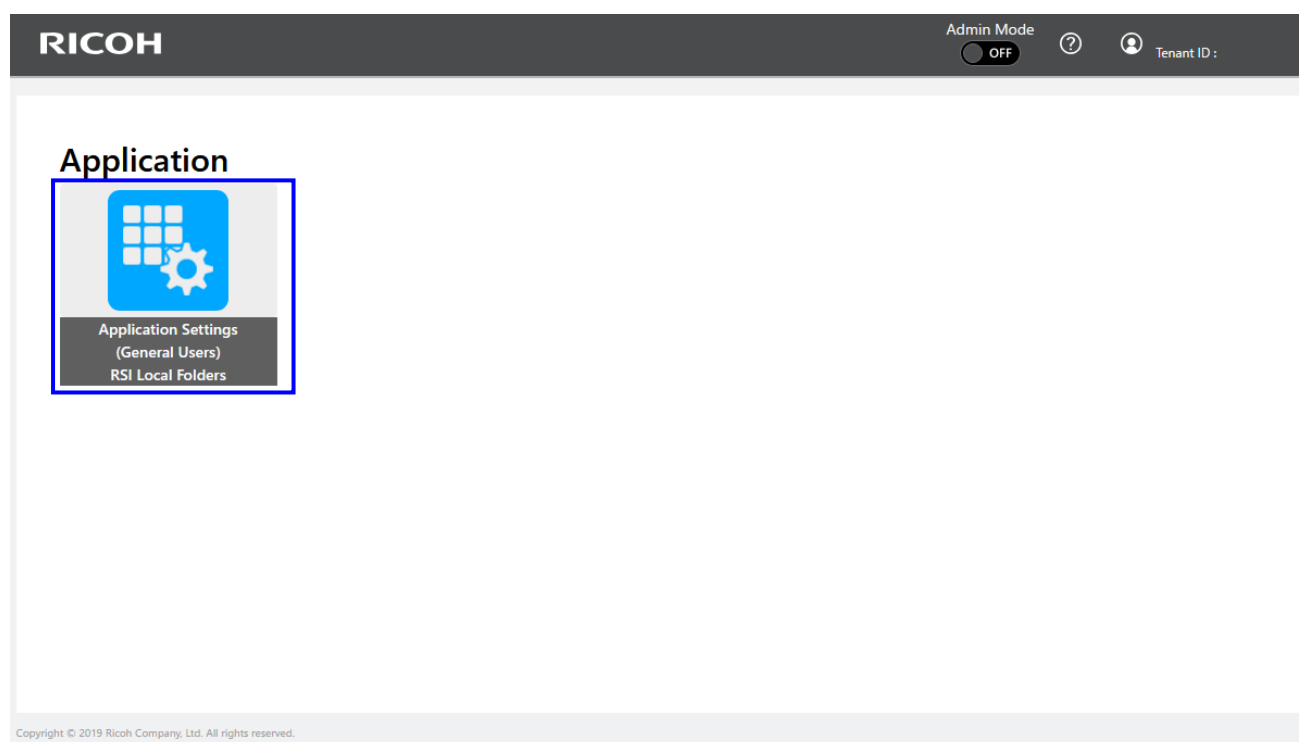 RICOH
Admin Mode
OFF
Tenant ID :
Application
Application Settings
(General Users)
RSI Local Folders
Copyright © 2019 Ricoh Company, Ltd. All rights reserved.